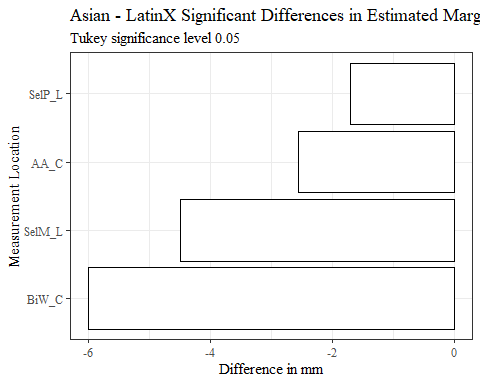 Asian - LatinX Significant Differences in Estimated Marg
Tukey significance level 0.05
SelP_L
AA_C
SelM_L
BiW_C
Measurement Location
-6 -4 -2 0
Difference in mm